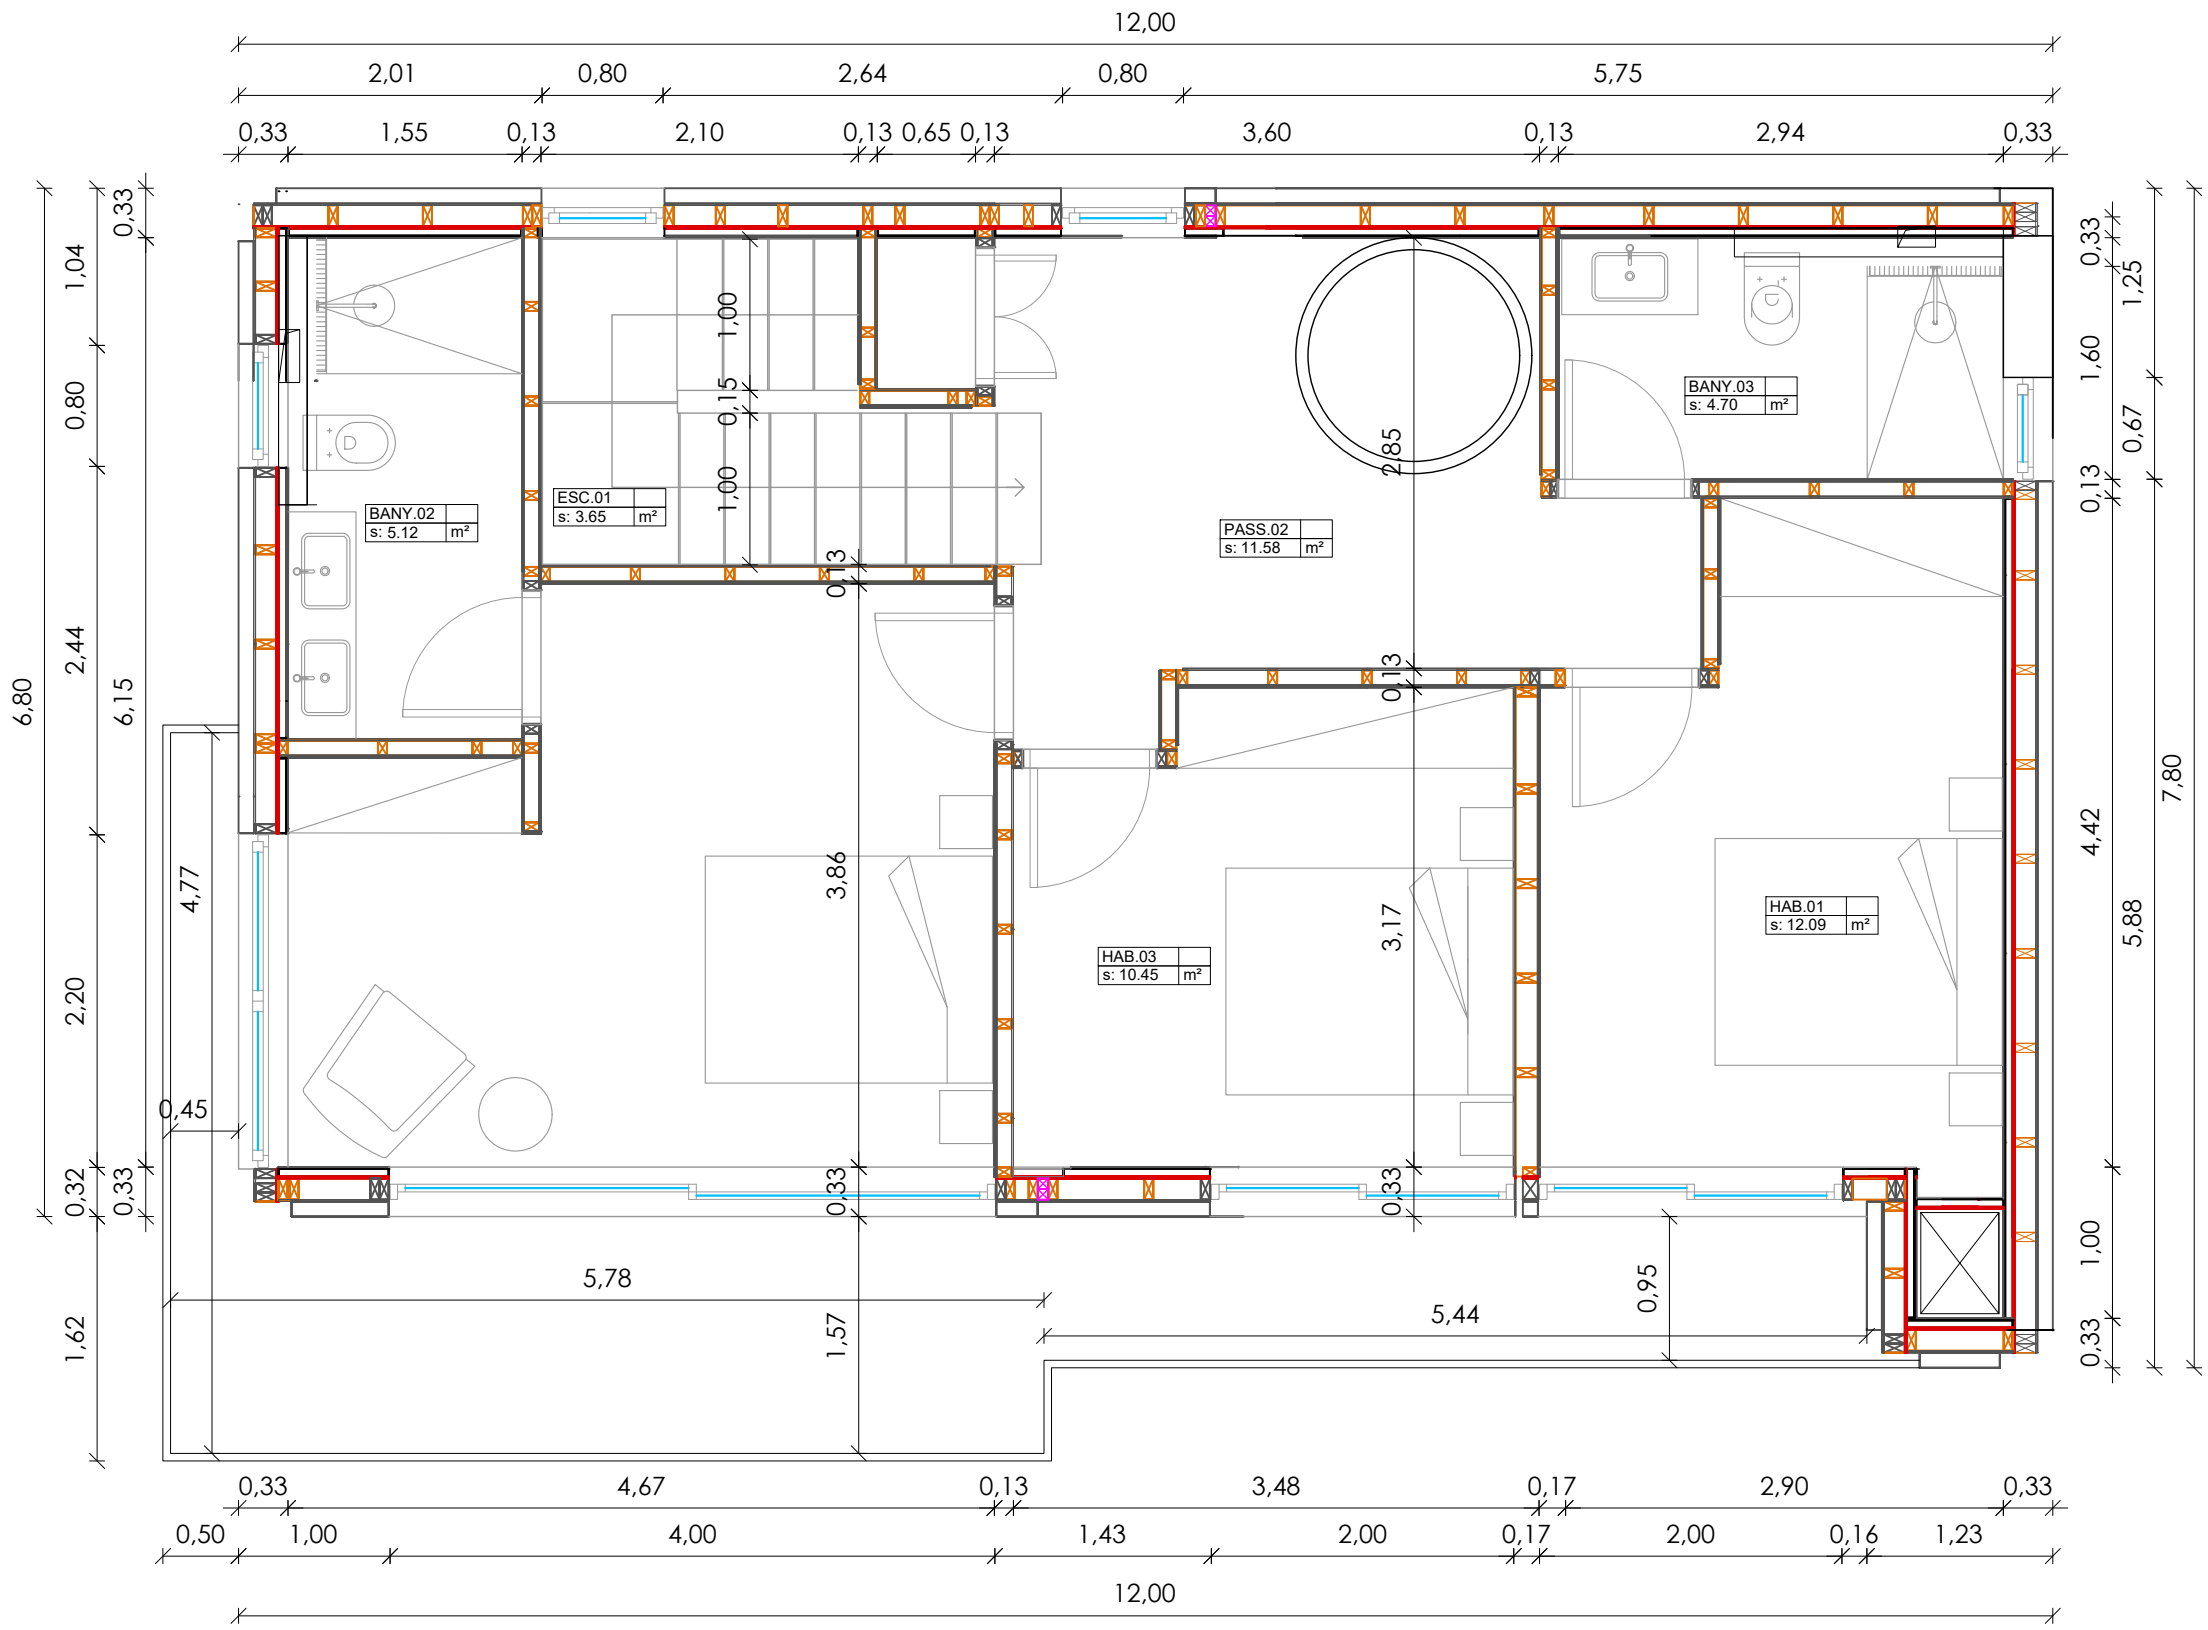 12,00
2,01 0,80 2,64 0,80 5,75
0,33 1,55 0,13 2,10 0,13 0,65 0,13 3,60 0,13 2,94 0,33
6,80
1,04
0,80
2,44
2,20
0,32
1,62
0,33
6,15
0,33
4,77
0,45
1,00
0,15
1,00
0,13
3,86
0,33
1,57
2,85
0,13
3,17
0,33
BANY.02
s: 5.12 m²
ESC.01
s: 3.65 m²
PASS.02
s: 11.58 m²
BANY.03
s: 4.70 m²
HAB.03
s: 10.45 m²
HAB.01
s: 12.09 m²
0,33
1,60
0,13
4,42
1,00
0,33
1,25
0,67
5,88
7,80
5,78
5,44
0,95
0,33 4,67 0,13 3,48 0,17 2,90 0,33
0,50 1,00 4,00 1,43 2,00 0,17 2,00 0,16 1,23
12,00